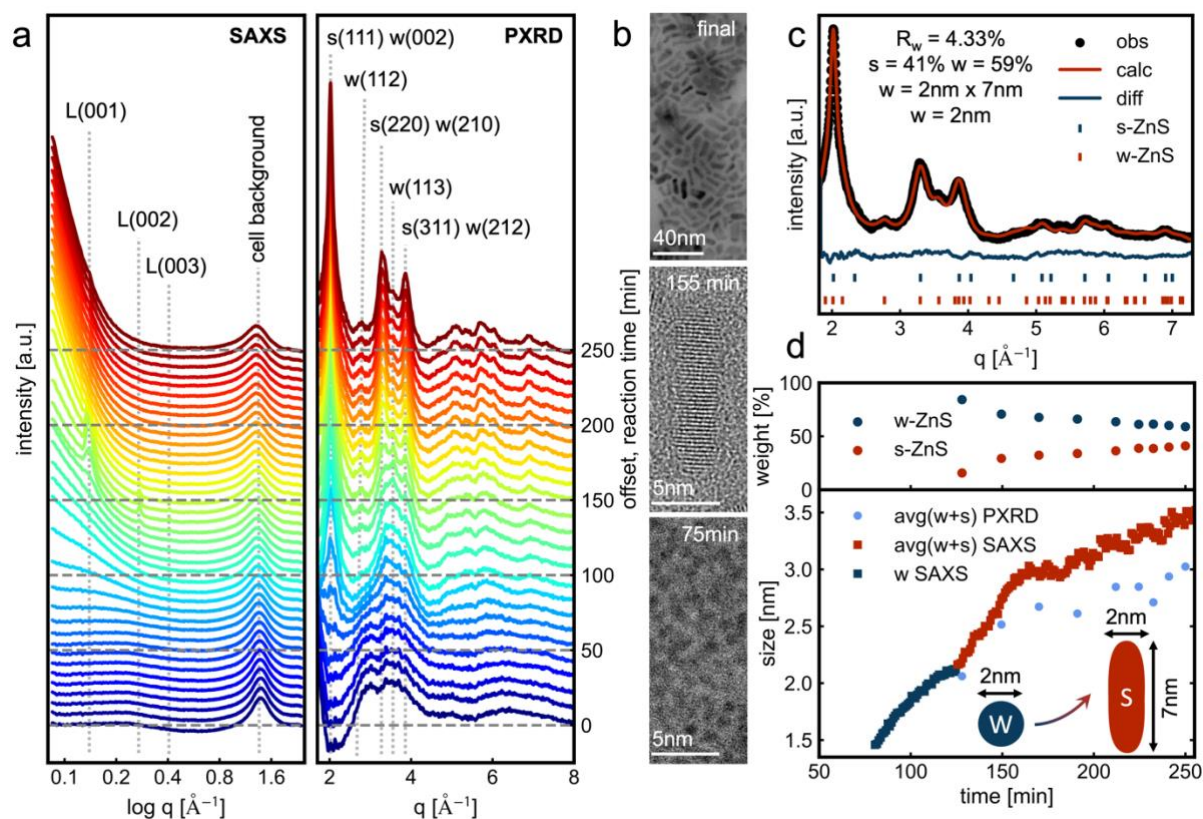 a
SAXS
L(001)
L(002)
L(003)
cell background
intensity [a.u.]
0.1 0.2 0.4 0.8 1.6
log q [Å⁻¹]
PXRD
s(111) w(002)
w(112)
s(220) w(210)
w(113)
s(311) w(212)
250
200
150
100
50
0
offset, reaction time [min]
2 4 6 8
q [Å⁻¹]
b
final
40nm
155 min
5nm
75min
5nm
c
R_w = 4.33%
s = 41% w = 59%
w = 2nm x 7nm
w = 2nm
obs
calc
diff
s-ZnS
w-ZnS
intensity [a.u.]
2 3 4 5 6 7
q [Å⁻¹]
d
100
50
0
weight [%]
w-ZnS
s-ZnS
3.5
3.0
2.5
2.0
1.5
size [nm]
avg(w+s) PXRD
avg(w+s) SAXS
w SAXS
2nm
W
2nm
S
7nm
50 100 150 200 250
time [min]